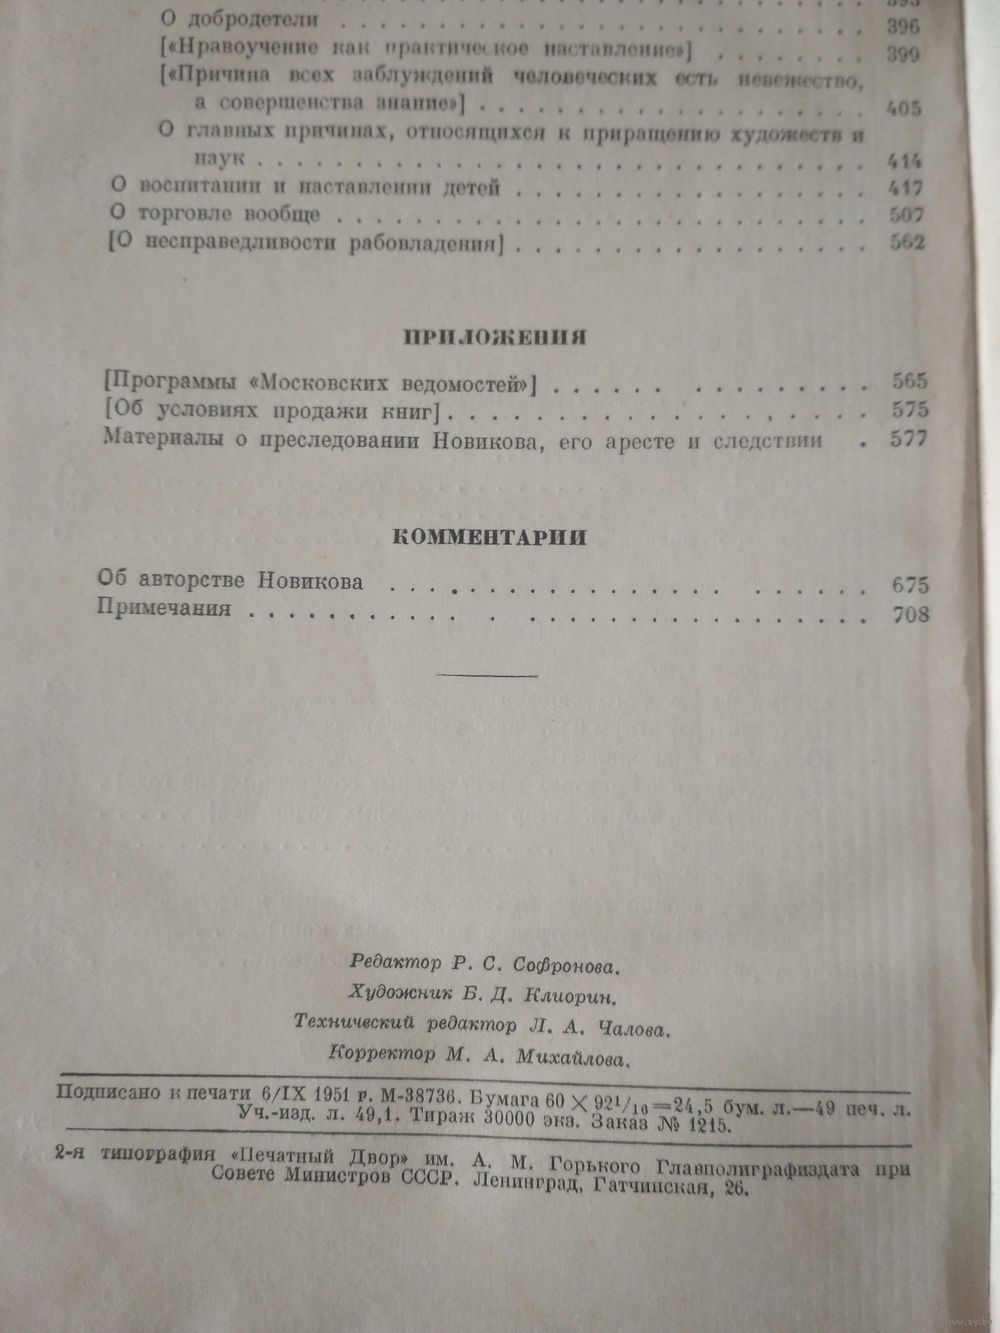 О добродетели . . . . . . . . . . . . . . . . . . . . . 396
[«Нравоучение как практическое наставление»] . . . . . . . 399
[«Причина всех заблуждений человеческих есть невежество,
а совершенства знание»] . . . . . . . . . . . . . . . . 405
О главных причинах, относящихся к приращению художеств и
наук . . . . . . . . . . . . . . . . . . . . . . . . 414
О воспитании и наставлении детей . . . . . . . . . . . . . . 417
О торговле вообще . . . . . . . . . . . . . . . . . . . . . 507
[О несправедливости рабовладения] . . . . . . . . . . . . . . 562
ПРИЛОЖЕНИЯ
[Программы «Московских ведомостей»] . . . . . . . . . . . . . 565
[Об условиях продажи книг] . . . . . . . . . . . . . . . . . 575
Материалы о преследовании Новикова, его аресте и следствии . 577
КОММЕНТАРИИ
Об авторстве Новикова . . . . . . . . . . . . . . . . . . . 675
Примечания . . . . . . . . . . . . . . . . . . . . . . . . 708
Редактор Р. С. Софронова.
Художник Б. Д. Клиорин.
Технический редактор Л. А. Чалова.
Корректор М. А. Михайлова.
Подписано к печати 6/IX 1951 г. М-38736. Бумага 60 × 92¹/₁₆=24,5 бум. л.—49 печ. л.
Уч.-изд. л. 49,1. Тираж 30000 экз. Заказ № 1215.
2-я типография «Печатный Двор» им. А. М. Горького Главполиграфиздата при
Совете Министров СССР. Ленинград, Гатчинская, 26.